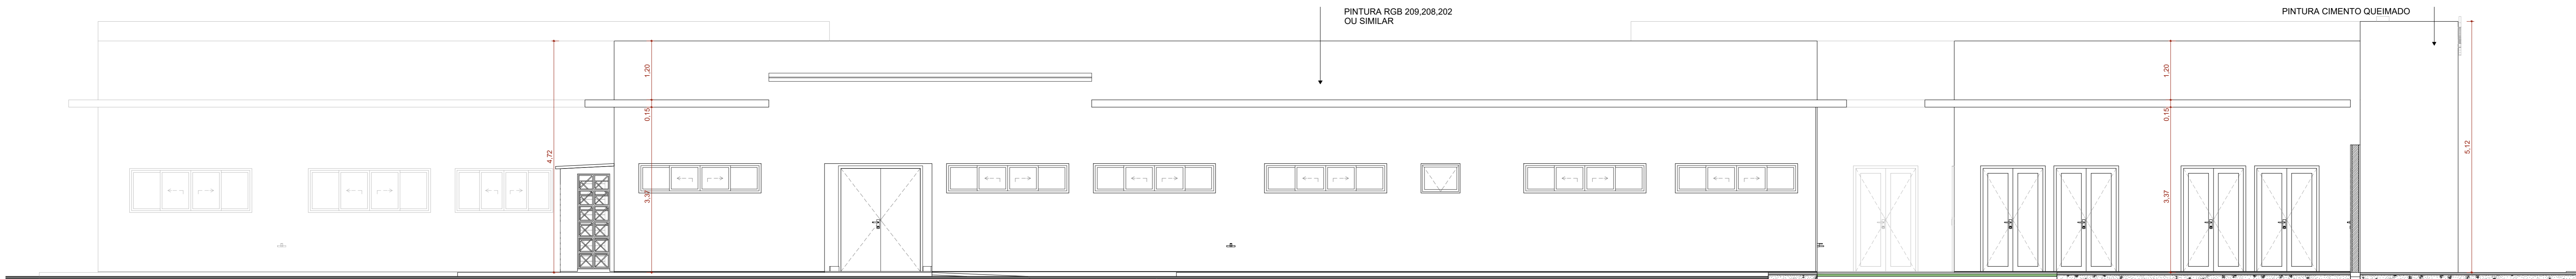 PINTURA RGB 209,208,202
OU SIMILAR
PINTURA CIMENTO QUEIMADO
1,20
1,20
0,15
0,15
4,72
5,12
3,37
3,37